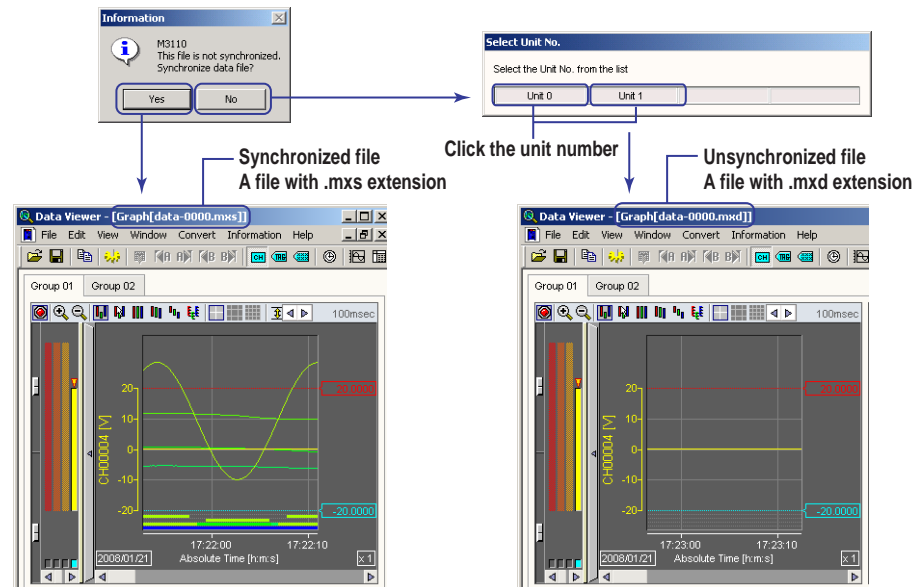 Information
M3110
This file is not synchronized.
Synchronize data file?
Yes
No
Select Unit No.
Select the Unit No. from the list
Unit 0
Unit 1
Click the unit number
Synchronized file
A file with .mxs extension
Unsynchronized file
A file with .mxd extension
Data Viewer - [Graph[data-0000.mxs]]
File Edit View Window Convert Information Help
CH
Group 01
Group 02
100msec
CH00004 [V]
20
10
0
-10
-20
20.0000
-20.0000
17:22:00
17:22:10
2008/01/21
Absolute Time [h:m:s]
x 1
Data Viewer - [Graph[data-0000.mxd]]
File Edit View Window Convert Information Help
CH
Group 01
Group 02
100msec
CH00004 [V]
20
10
0
-10
-20
20.0000
-20.0000
17:23:00
17:23:10
2008/01/21
Absolute Time [h:m:s]
x 1